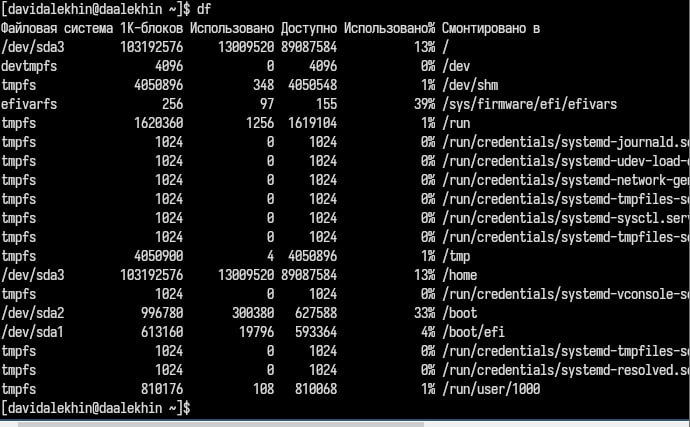 [davidalekhin@daalekhin ~]$ df
Файловая система 1K-блоков Использовано Доступно Использовано% Смонтировано в
/dev/sda3 103192576 13009520 89087584 13% /
devtmpfs 4096 0 4096 0% /dev
tmpfs 4050896 348 4050548 1% /dev/shm
efivarfs 256 97 155 39% /sys/firmware/efi/efivars
tmpfs 1620360 1256 1619104 1% /run
tmpfs 1024 0 1024 0% /run/credentials/systemd-journald.se
tmpfs 1024 0 1024 0% /run/credentials/systemd-udev-load-c
tmpfs 1024 0 1024 0% /run/credentials/systemd-network-gen
tmpfs 1024 0 1024 0% /run/credentials/systemd-tmpfiles-se
tmpfs 1024 0 1024 0% /run/credentials/systemd-sysctl.serv
tmpfs 1024 0 1024 0% /run/credentials/systemd-tmpfiles-se
tmpfs 4050900 4 4050896 1% /tmp
/dev/sda3 103192576 13009520 89087584 13% /home
tmpfs 1024 0 1024 0% /run/credentials/systemd-vconsole-se
/dev/sda2 996780 300380 627588 33% /boot
/dev/sda1 613160 19796 593364 4% /boot/efi
tmpfs 1024 0 1024 0% /run/credentials/systemd-tmpfiles-se
tmpfs 1024 0 1024 0% /run/credentials/systemd-resolved.se
tmpfs 810176 108 810068 1% /run/user/1000
[davidalekhin@daalekhin ~]$